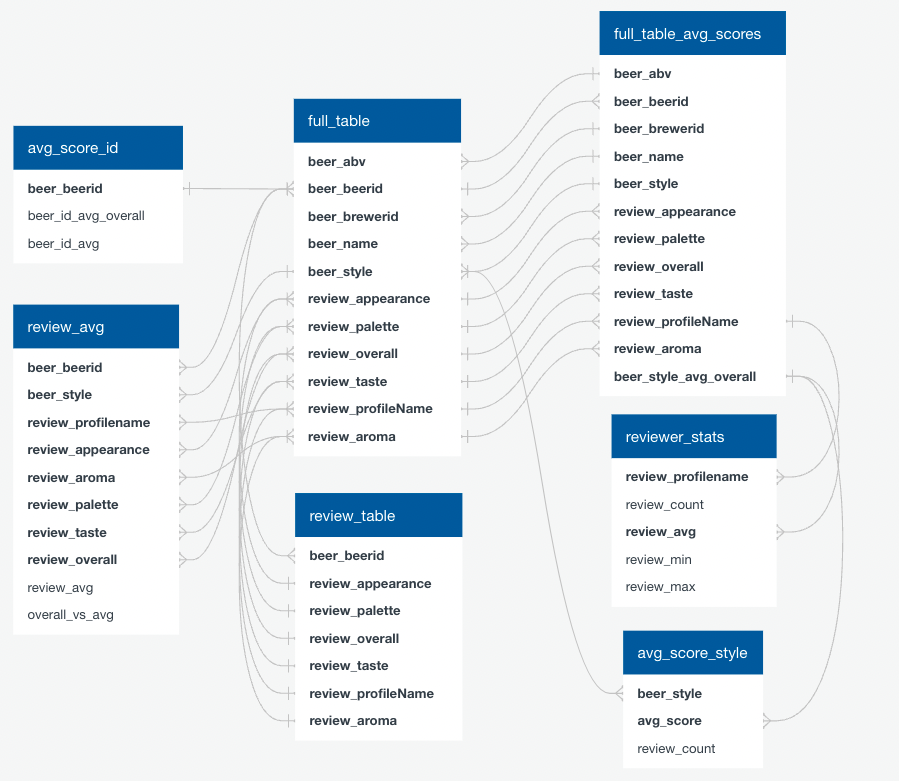 full_table_avg_scores
beer_abv
beer_beerid
beer_brewerid
beer_name
beer_style
review_appearance
review_palette
review_overall
review_taste
review_profileName
review_aroma
beer_style_avg_overall
full_table
beer_abv
beer_beerid
beer_brewerid
beer_name
beer_style
review_appearance
review_palette
review_overall
review_taste
review_profileName
review_aroma
avg_score_id
beer_beerid
beer_id_avg_overall
beer_id_avg
review_avg
beer_beerid
beer_style
review_profilename
review_appearance
review_aroma
review_palette
review_taste
review_overall
review_avg
overall_vs_avg
reviewer_stats
review_profilename
review_count
review_avg
review_min
review_max
review_table
beer_beerid
review_appearance
review_palette
review_overall
review_taste
review_profileName
review_aroma
avg_score_style
beer_style
avg_score
review_count